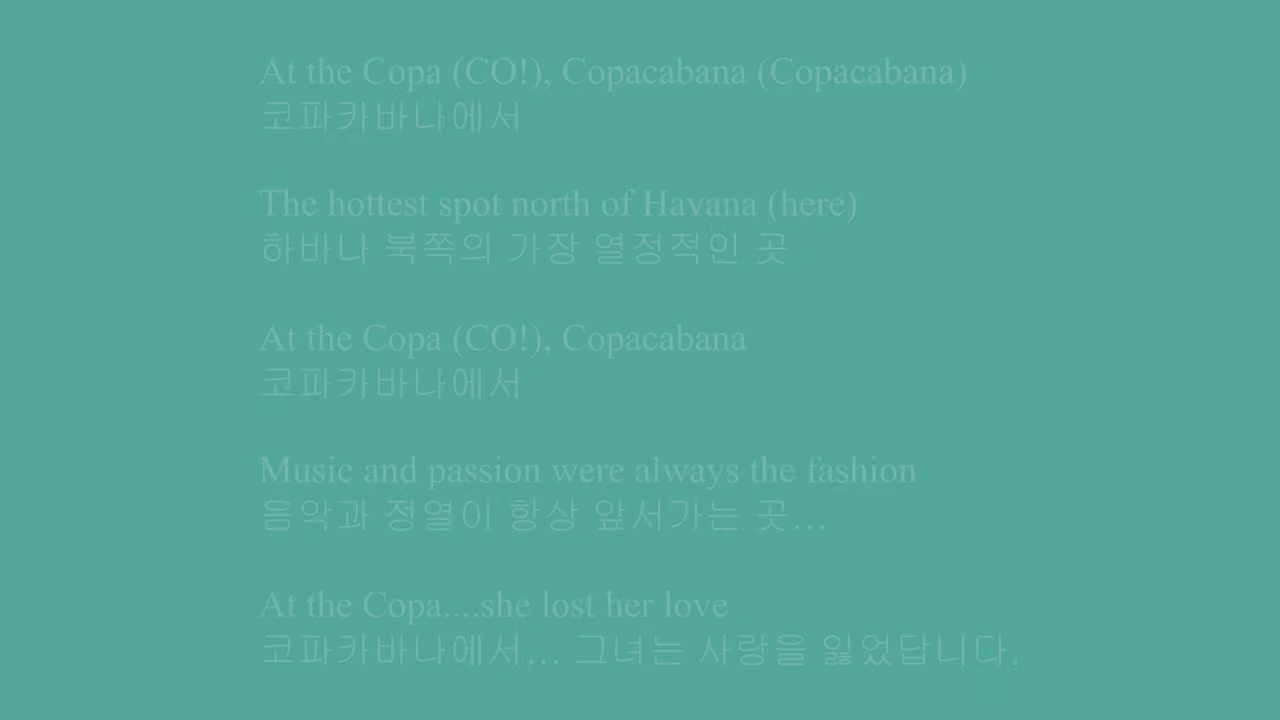 At the Copa (CO!), Copacabana (Copacabana)
코파카바나에서
The hottest spot north of Havana (here)
하바나 북쪽의 가장 열정적인 곳
At the Copa (CO!), Copacabana
코파카바나에서
Music and passion were always the fashion
음악과 정열이 항상 앞서가는 곳...
At the Copa....she lost her love
코파카바나에서... 그녀는 사랑을 잃었답니다.